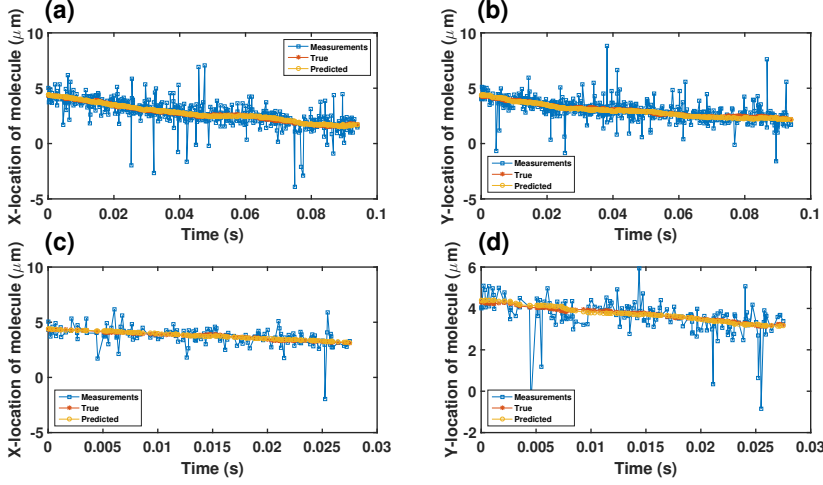 (a)
X-location of molecule (μm)
10
5
0
-5
0
0.02
0.04
0.06
0.08
0.1
Time (s)
Measurements
True
Predicted
(b)
Y-location of molecule (μm)
10
5
0
-5
0
0.02
0.04
0.06
0.08
0.1
Time (s)
Measurements
True
Predicted
(c)
X-location of molecule (μm)
10
5
0
-5
0
0.005
0.01
0.015
0.02
0.025
0.03
Time (s)
Measurements
True
Predicted
(d)
Y-location of molecule (μm)
6
4
2
0
-2
0
0.005
0.01
0.015
0.02
0.025
0.03
Time (s)
Measurements
True
Predicted